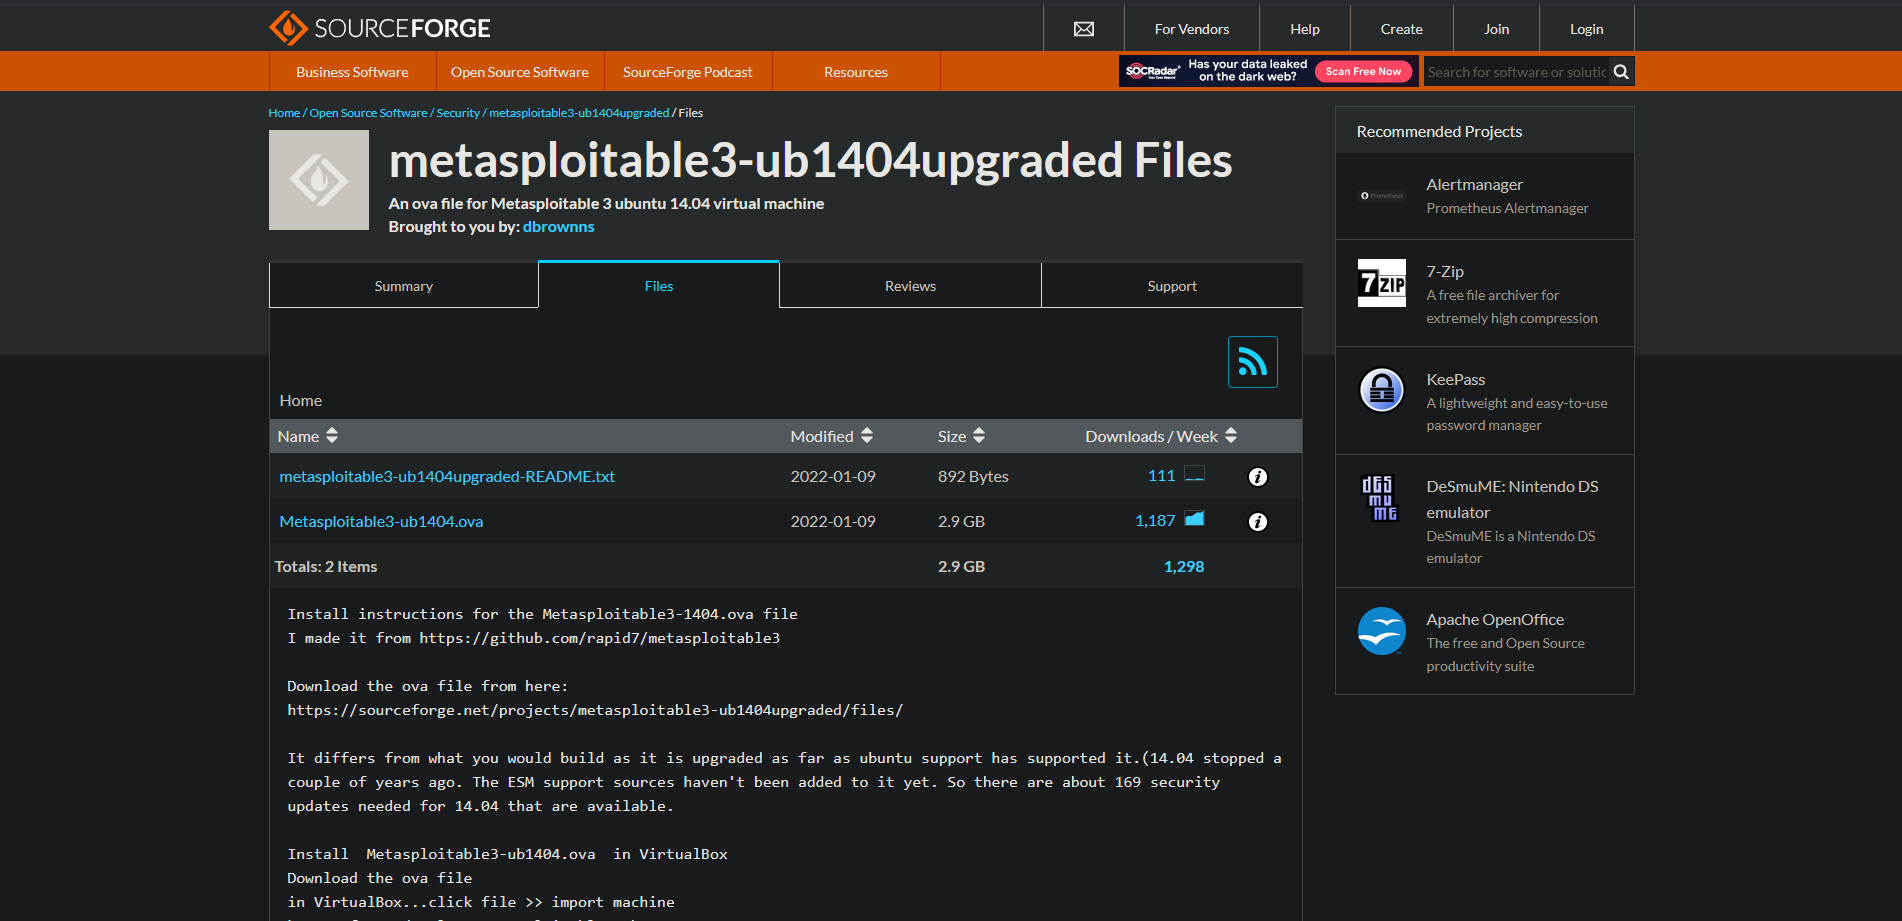 SOURCEFORGE
For Vendors
Help
Create
Join
Login
Business Software
Open Source Software
SourceForge Podcast
Resources
SOCRadar
Has your data leaked
on the dark web?
Scan Free Now
Search for software or solutic
Home / Open Source Software / Security / metasploitable3-ub1404upgraded / Files
metasploitable3-ub1404upgraded Files
An ova file for Metasploitable 3 ubuntu 14.04 virtual machine
Brought to you by: dbrownns
Summary
Files
Reviews
Support
Home
Name Modified Size Downloads / Week
metasploitable3-ub1404upgraded-README.txt 2022-01-09 892 Bytes 111
Metasploitable3-ub1404.ova 2022-01-09 2.9 GB 1,187
Totals: 2 Items 2.9 GB 1,298
Install instructions for the Metasploitable3-1404.ova file
I made it from https://github.com/rapid7/metasploitable3
Download the ova file from here:
https://sourceforge.net/projects/metasploitable3-ub1404upgraded/files/
It differs from what you would build as it is upgraded as far as ubuntu support has supported it.(14.04 stopped a
couple of years ago. The ESM support sources haven't been added to it yet. So there are about 169 security
updates needed for 14.04 that are available.
Install  Metasploitable3-ub1404.ova  in VirtualBox
Download the ova file
in VirtualBox...click file >> import machine
Recommended Projects
Prometheus
Alertmanager
Prometheus Alertmanager
7ZIP
7-Zip
A free file archiver for
extremely high compression
KeePass
A lightweight and easy-to-use
password manager
DeSmuME
DeSmuME: Nintendo DS
emulator
DeSmuME is a Nintendo DS
emulator
Apache OpenOffice
The free and Open Source
productivity suite